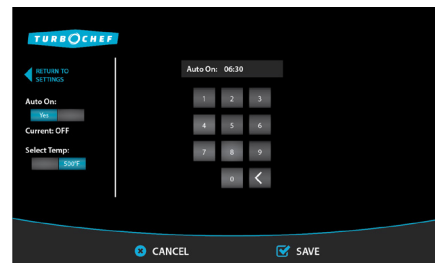 TURBOCHEF
RETURN TO
SETTINGS
Auto On: 06:30
Auto On:
Yes
Current: OFF
Select Temp:
500°F
1 2 3
4 5 6
7 8 9
0
CANCEL
SAVE